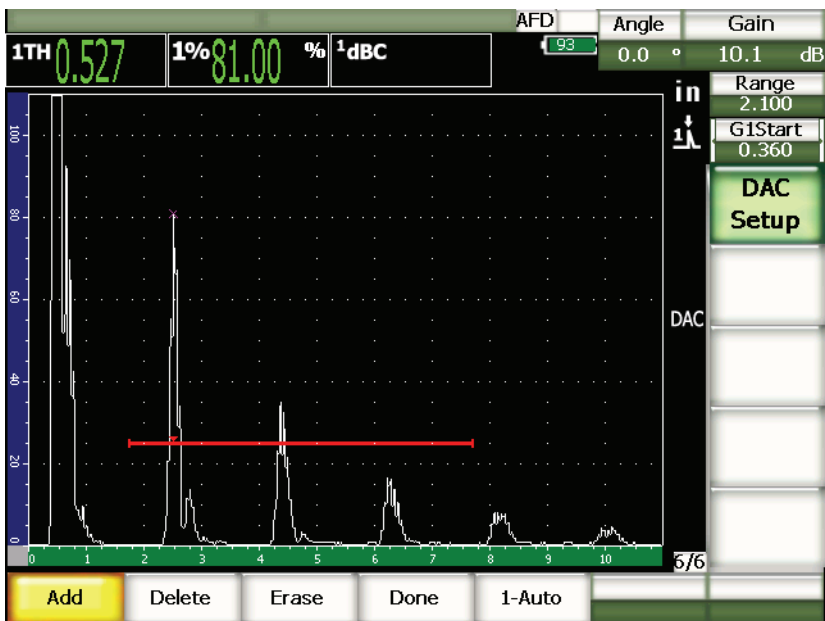 AFD
Angle
Gain
93
0.0 °
10.1 dB
1TH 0.527
1% 81.00 %
1dBC
in
Range
2.100
1
G1Start
0.360
DAC
Setup
DAC
100
80
60
40
20
0
0 1 2 3 4 5 6 7 8 9 10
6/6
Add Delete Erase Done 1-Auto